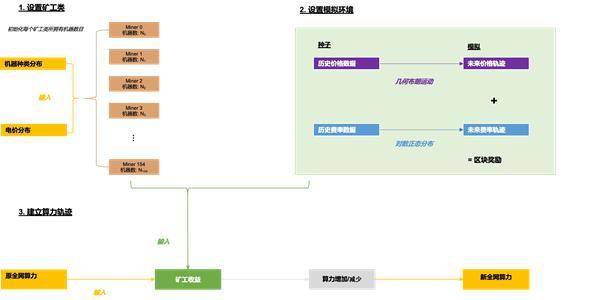 1. 设置矿工类
初始化每个矿工类所拥有机器数目
机器种类分布
输入
电价分布
Miner 0
机器数: N₀
Miner 1
机器数: N₁
Miner 2
机器数: N₂
Miner 3
机器数: N₃
⋮
Miner 154
机器数: N₁₅₄
2. 设置模拟环境
种子
模拟
历史价格数据
未来价格轨迹
几何布朗运动
+
历史费率数据
未来费率轨迹
对数正态分布
= 区块奖励
3. 建立算力轨迹
输入
原全网算力
输入
矿工收益
算力增加/减少
新全网算力